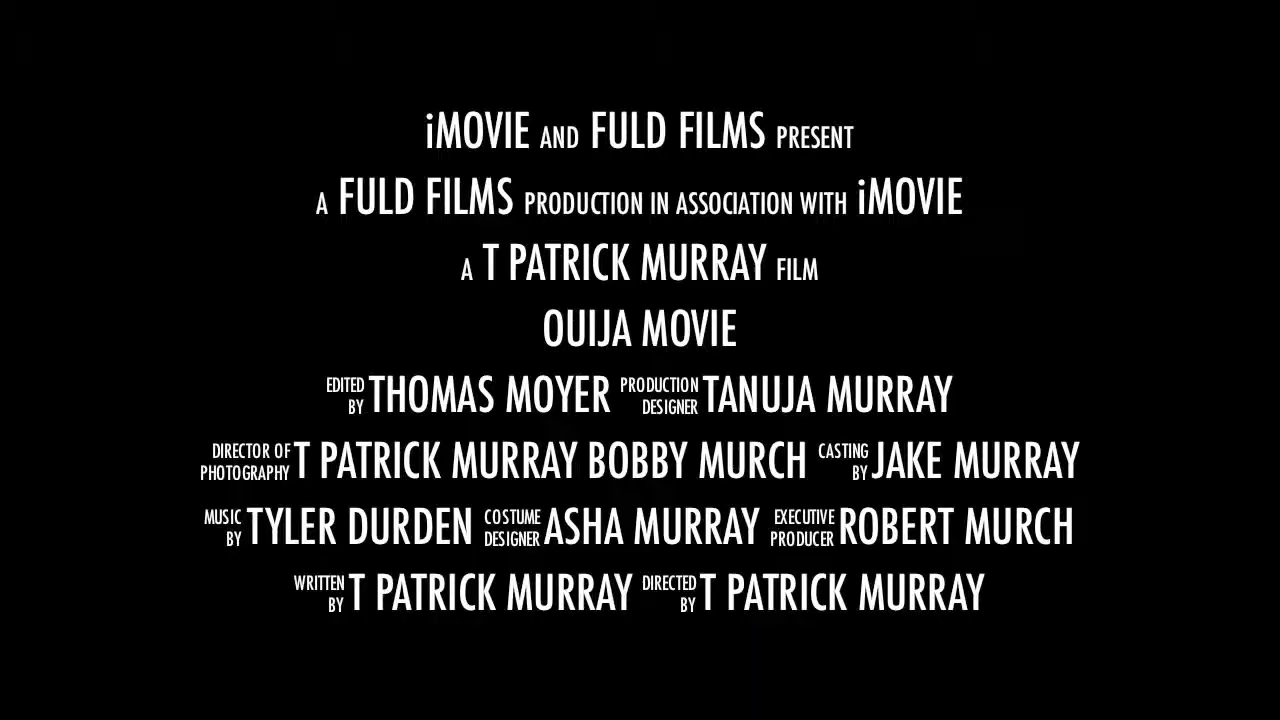 iMOVIE AND FULD FILMS PRESENT
A FULD FILMS PRODUCTION IN ASSOCIATION WITH iMOVIE
A T PATRICK MURRAY FILM
OUIJA MOVIE
EDITED BY THOMAS MOYER PRODUCTION DESIGNER TANUJA MURRAY
DIRECTOR OF PHOTOGRAPHY T PATRICK MURRAY BOBBY MURCH CASTING BY JAKE MURRAY
MUSIC BY TYLER DURDEN COSTUME DESIGNER ASHA MURRAY EXECUTIVE PRODUCER ROBERT MURCH
WRITTEN BY T PATRICK MURRAY DIRECTED BY T PATRICK MURRAY